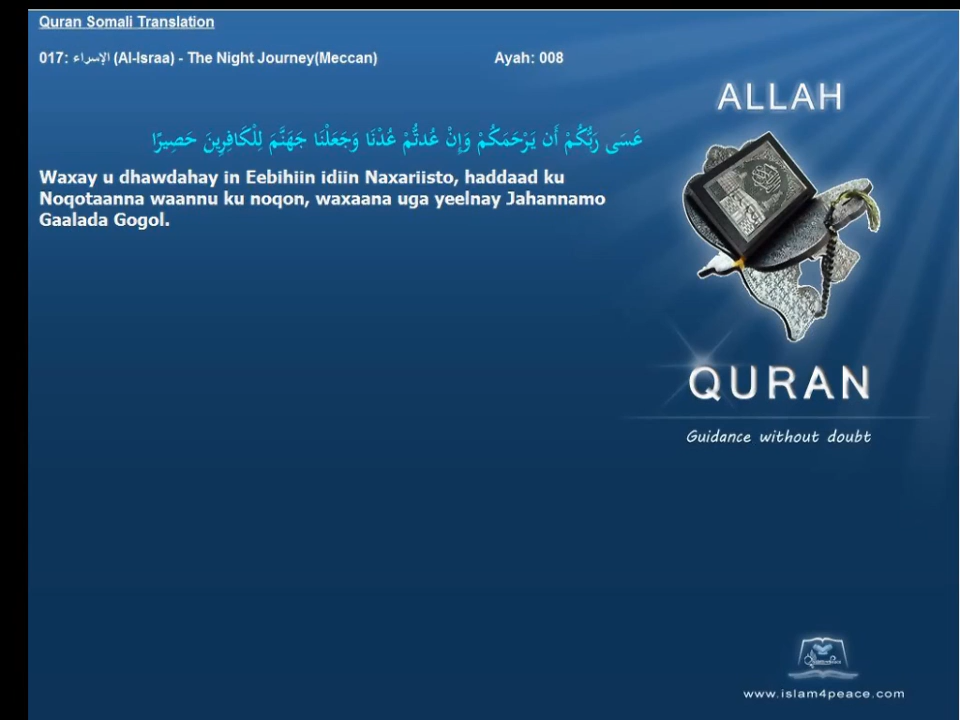 Quran Somali Translation
017: الإسراء (Al-Israa) - The Night Journey(Meccan) Ayah: 008
عَسَى رَبُّكُمْ أَن يَرْحَمَكُمْ وَإِنْ عُدتُّمْ عُدْنَا وَجَعَلْنَا جَهَنَّمَ لِلْكَافِرِينَ حَصِيرًا
Waxay u dhawdahay in Eebihiin idiin Naxariisto, haddaad ku
Noqotaanna waannu ku noqon, waxaana uga yeelnay Jahannamo
Gaalada Gogol.
ALLAH
QURAN
Guidance without doubt
www.islam4peace.com